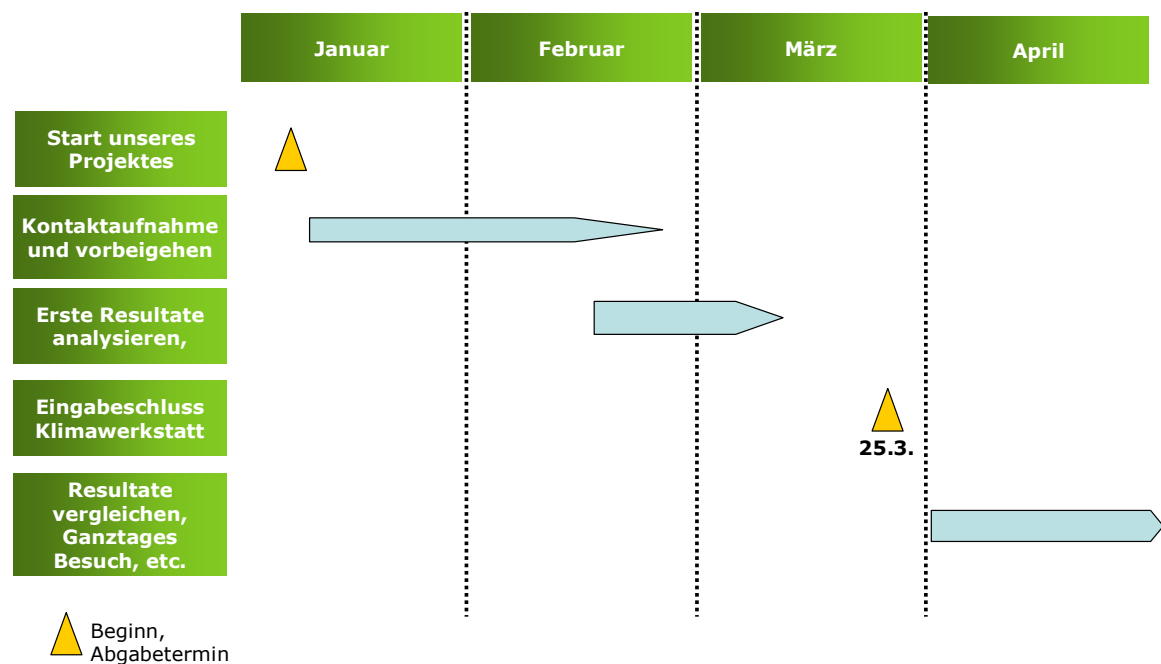 Januar
Februar
März
April
Start unseres
Projektes
Kontaktaufnahme
und vorbeigehen
Erste Resultate
analysieren,
Eingabeschluss
Klimawerkstatt
25.3.
Resultate
vergleichen,
Ganztages
Besuch, etc.
Beginn,
Abgabetermin